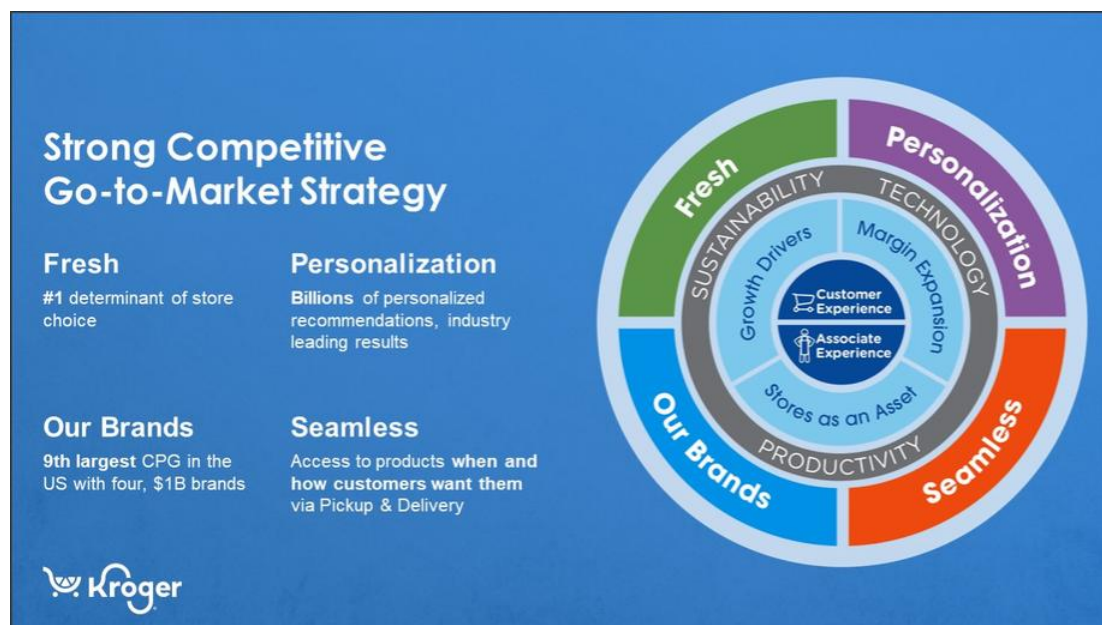 Strong Competitive
Go-to-Market Strategy
Fresh
#1 determinant of store
choice
Personalization
Billions of personalized
recommendations, industry
leading results
Our Brands
9th largest CPG in the
US with four, $1B brands
Seamless
Access to products when and
how customers want them
via Pickup & Delivery
Kroger
Fresh
Personalization
Our Brands
Seamless
SUSTAINABILITY
TECHNOLOGY
PRODUCTIVITY
Growth Drivers
Margin Expansion
Stores as an Asset
Customer
Experience
Associate
Experience